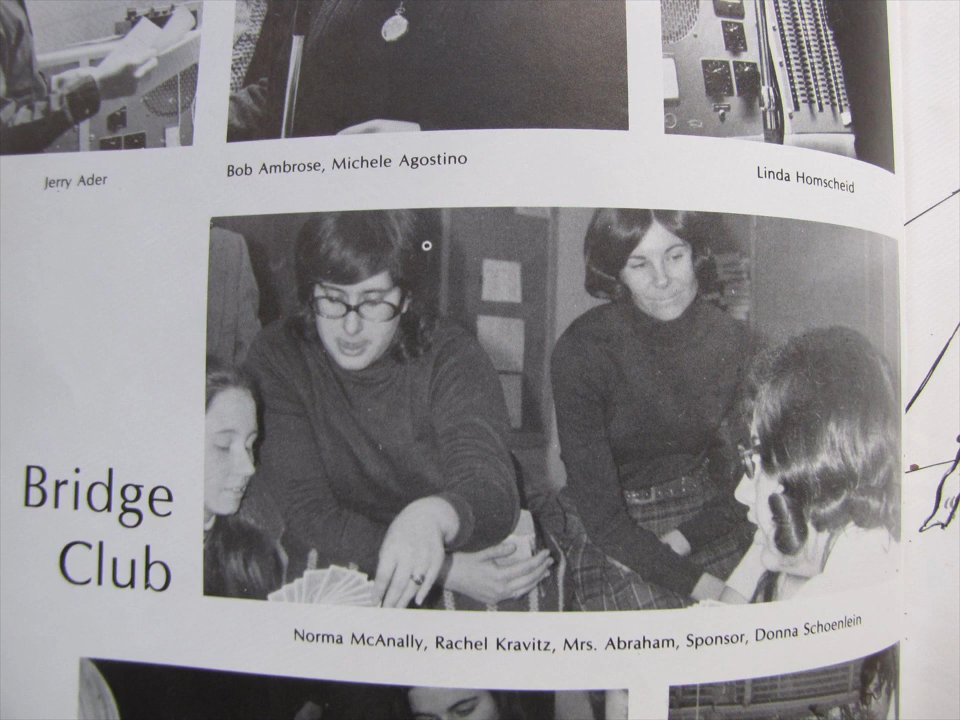 Jerry Ader
Bob Ambrose, Michele Agostino
Linda Homscheid
Bridge
Club
Norma McAnally, Rachel Kravitz, Mrs. Abraham, Sponsor, Donna Schoenlein